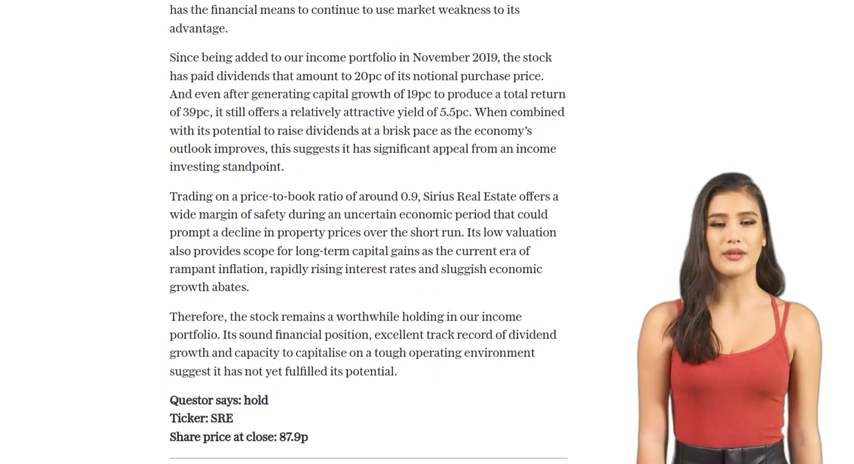 has the financial means to continue to use market weakness to its
advantage.
Since being added to our income portfolio in November 2019, the stock
has paid dividends that amount to 20pc of its notional purchase price.
And even after generating capital growth of 19pc to produce a total return
of 39pc, it still offers a relatively attractive yield of 5.5pc. When combined
with its potential to raise dividends at a brisk pace as the economy's
outlook improves, this suggests it has significant appeal from an income
investing standpoint.
Trading on a price-to-book ratio of around 0.9, Sirius Real Estate offers a
wide margin of safety during an uncertain economic period that could
prompt a decline in property prices over the short run. Its low valuation
also provides scope for long-term capital gains as the current era of
rampant inflation, rapidly rising interest rates and sluggish economic
growth abates.
Therefore, the stock remains a worthwhile holding in our income
portfolio. Its sound financial position, excellent track record of dividend
growth and capacity to capitalise on a tough operating environment
suggest it has not yet fulfilled its potential.
Questor says: hold
Ticker: SRE
Share price at close: 87.9p